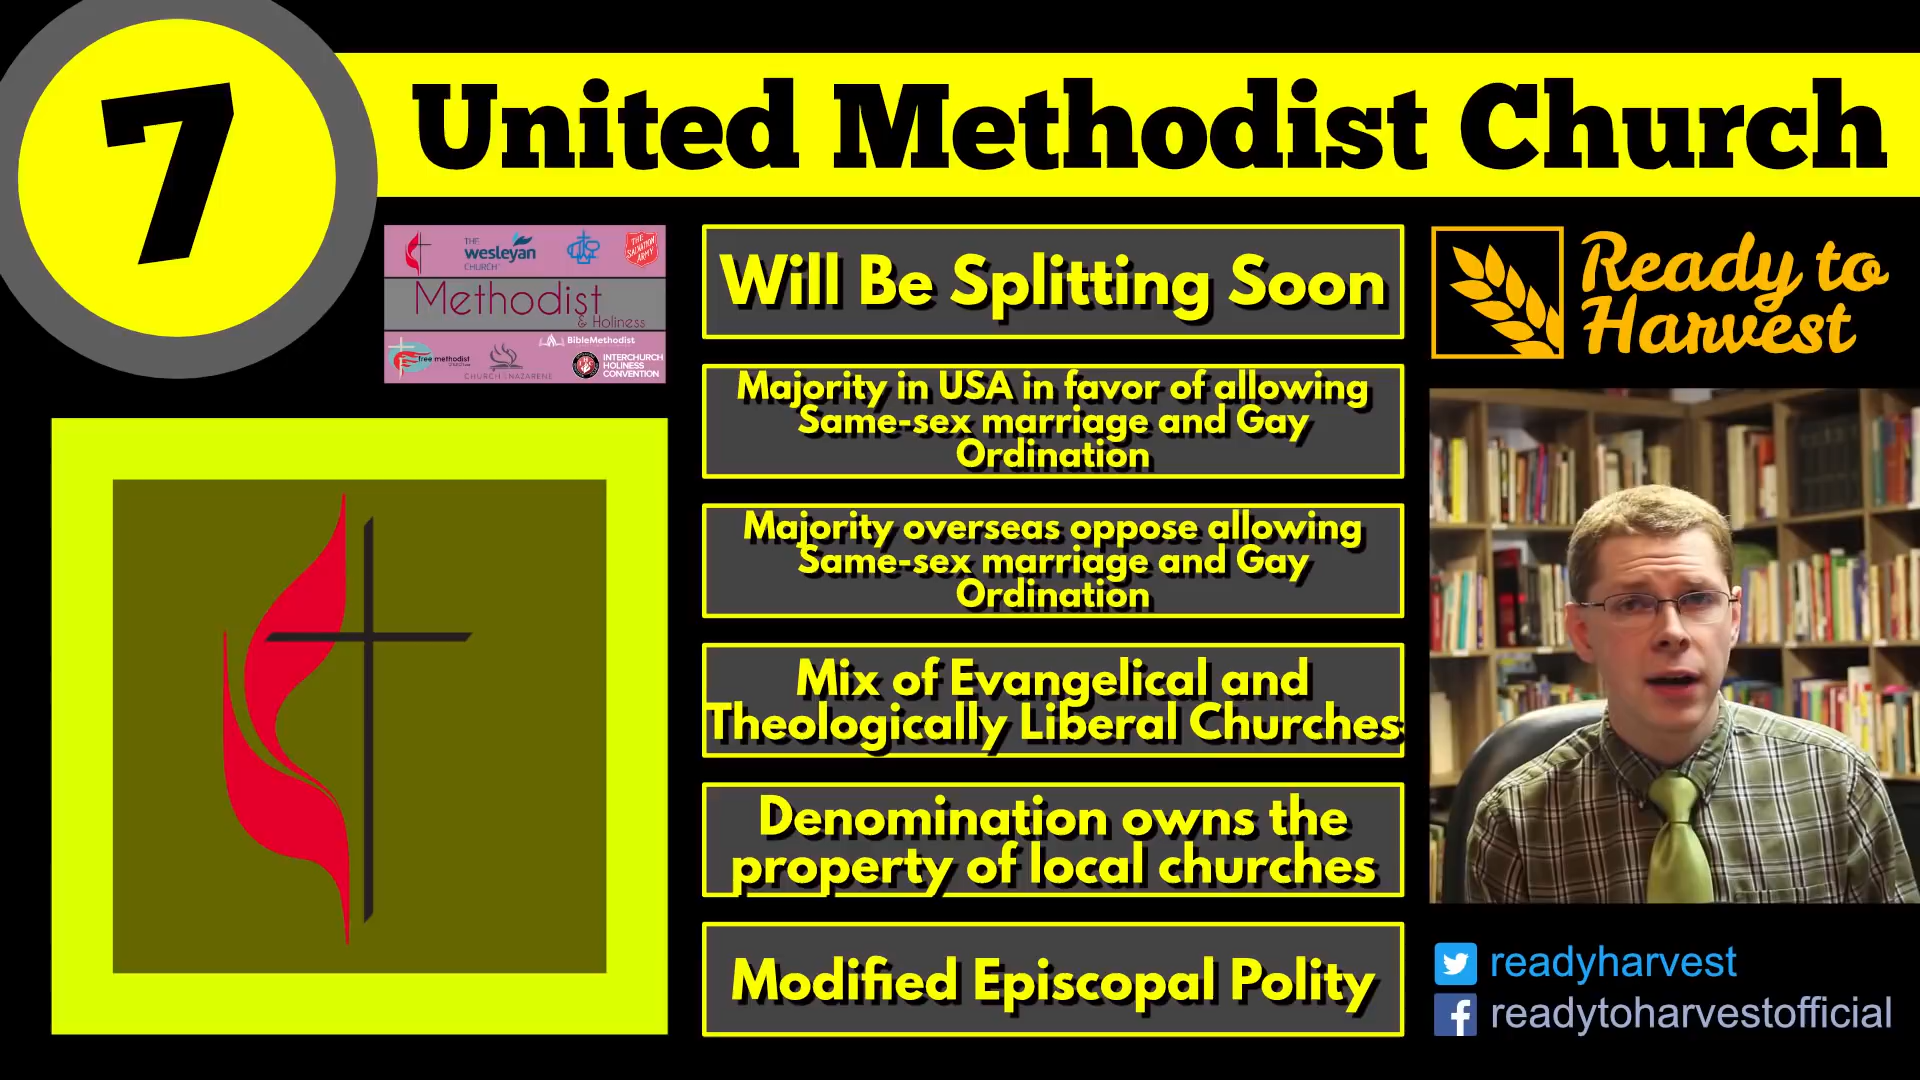 7
United Methodist Church
THE
wesleyan
CHURCH
THE
SALVATION
ARMY
Methodist
& Holiness
BibleMethodist
free methodist
CHURCH OF THE NAZARENE
INTERCHURCH
HOLINESS
CONVENTION
Will Be Splitting Soon
Majority in USA in favor of allowing
Same-sex marriage and Gay
Ordination
Majority overseas oppose allowing
Same-sex marriage and Gay
Ordination
Mix of Evangelical and
Theologically Liberal Churches
Denomination owns the
property of local churches
Modified Episcopal Polity
Ready to
Harvest
readyharvest
readytoharvestofficial